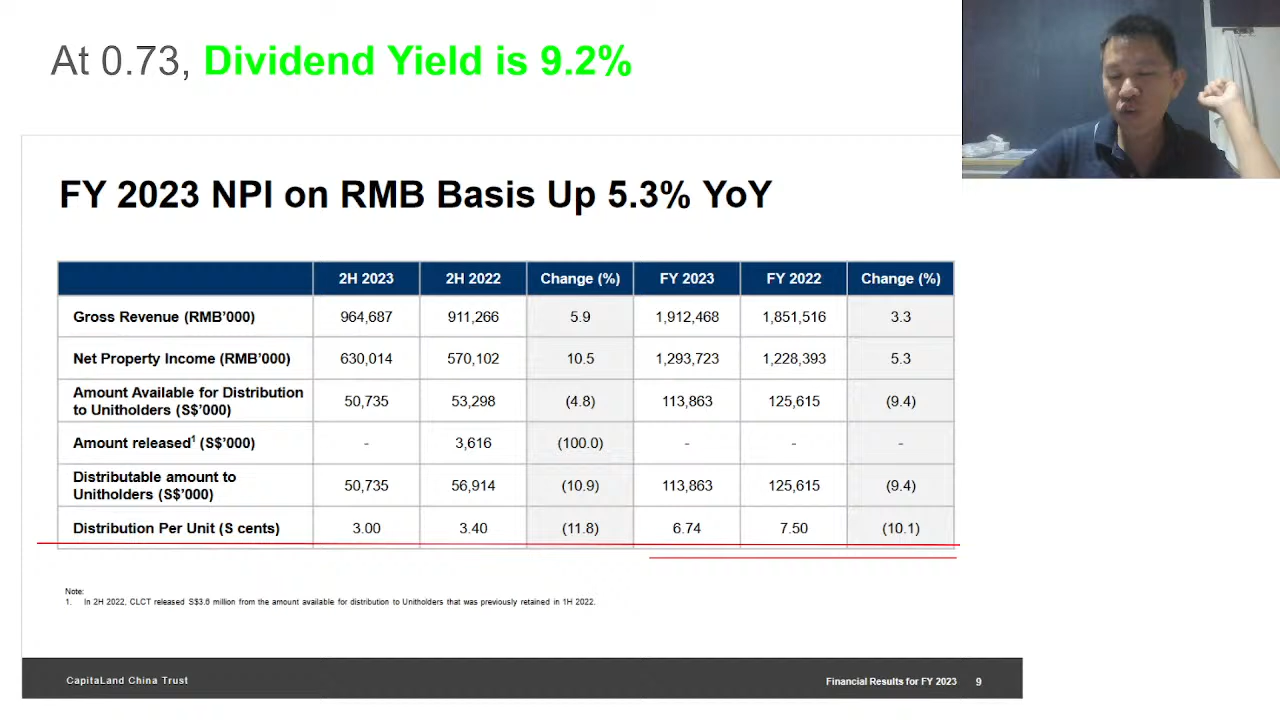 At 0.73, Dividend Yield is 9.2%
FY 2023 NPI on RMB Basis Up 5.3% YoY
2H 2023 2H 2022 Change (%) FY 2023 FY 2022 Change (%)
Gross Revenue (RMB'000) 964,687 911,266 5.9 1,912,468 1,851,516 3.3
Net Property Income (RMB'000) 630,014 570,102 10.5 1,293,723 1,228,393 5.3
Amount Available for Distribution
to Unitholders (S$'000) 50,735 53,298 (4.8) 113,863 125,615 (9.4)
Amount released1 (S$'000) - 3,616 (100.0) - - -
Distributable amount to
Unitholders (S$'000) 50,735 56,914 (10.9) 113,863 125,615 (9.4)
Distribution Per Unit (S cents) 3.00 3.40 (11.8) 6.74 7.50 (10.1)
Note:
1. In 2H 2022, CLCT released S$3.6 million from the amount available for distribution to Unitholders that was previously retained in 1H 2022.
CapitaLand China Trust
Financial Results for FY 2023 9